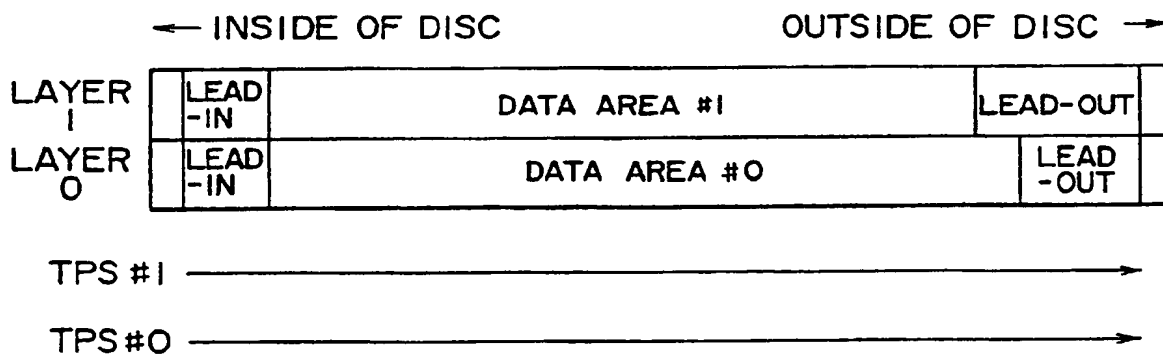 ← INSIDE OF DISC OUTSIDE OF DISC →
LAYER 1
LEAD-IN
DATA AREA #1
LEAD-OUT
LAYER 0
LEAD-IN
DATA AREA #0
LEAD-OUT
TPS #1
TPS #0